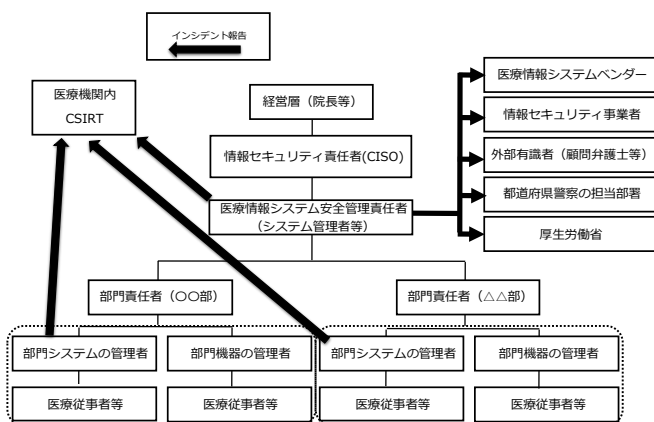 インシデント報告
医療機関内
CSIRT
経営層（院長等）
情報セキュリティ責任者(CISO)
医療情報システム安全管理責任者
（システム管理者等）
医療情報システムベンダー
情報セキュリティ事業者
外部有識者（顧問弁護士等）
都道府県警察の担当部署
厚生労働省
部門責任者（〇〇部）
部門責任者（△△部）
部門システムの管理者
部門機器の管理者
部門システムの管理者
部門機器の管理者
医療従事者等
医療従事者等
医療従事者等
医療従事者等